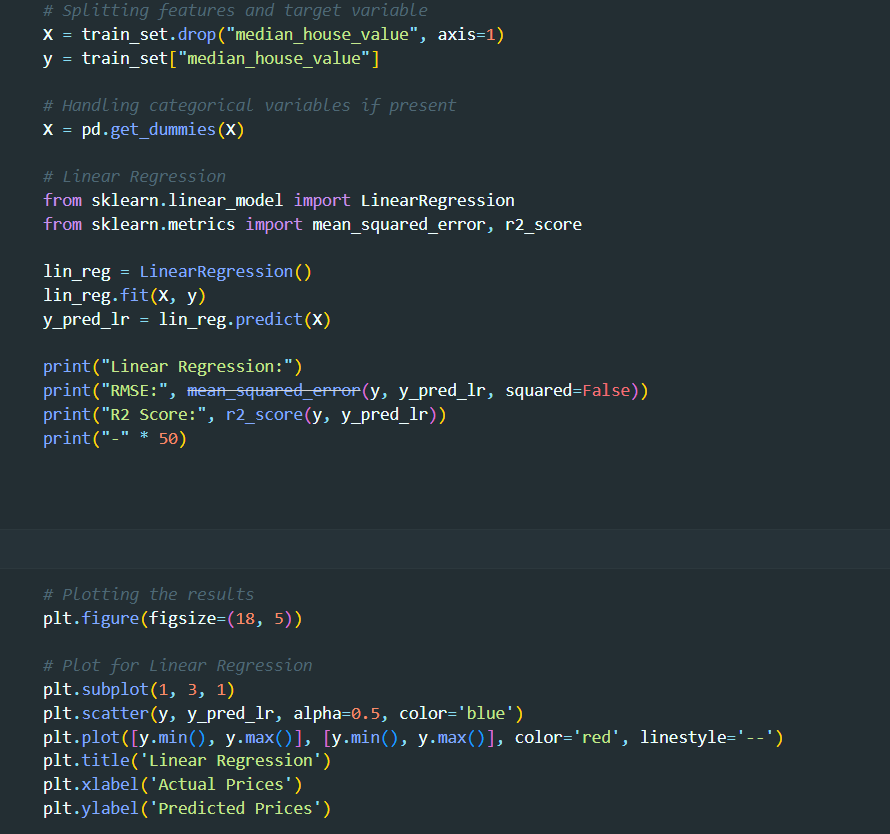 # Splitting features and target variable
X = train_set.drop("median_house_value", axis=1)
y = train_set["median_house_value"]
# Handling categorical variables if present
X = pd.get_dummies(X)
# Linear Regression
from sklearn.linear_model import LinearRegression
from sklearn.metrics import mean_squared_error, r2_score
lin_reg = LinearRegression()
lin_reg.fit(X, y)
y_pred_lr = lin_reg.predict(X)
print("Linear Regression:")
print("RMSE:", mean_squared_error(y, y_pred_lr, squared=False))
print("R2 Score:", r2_score(y, y_pred_lr))
print("-" * 50)
# Plotting the results
plt.figure(figsize=(18, 5))
# Plot for Linear Regression
plt.subplot(1, 3, 1)
plt.scatter(y, y_pred_lr, alpha=0.5, color='blue')
plt.plot([y.min(), y.max()], [y.min(), y.max()], color='red', linestyle='--')
plt.title('Linear Regression')
plt.xlabel('Actual Prices')
plt.ylabel('Predicted Prices')